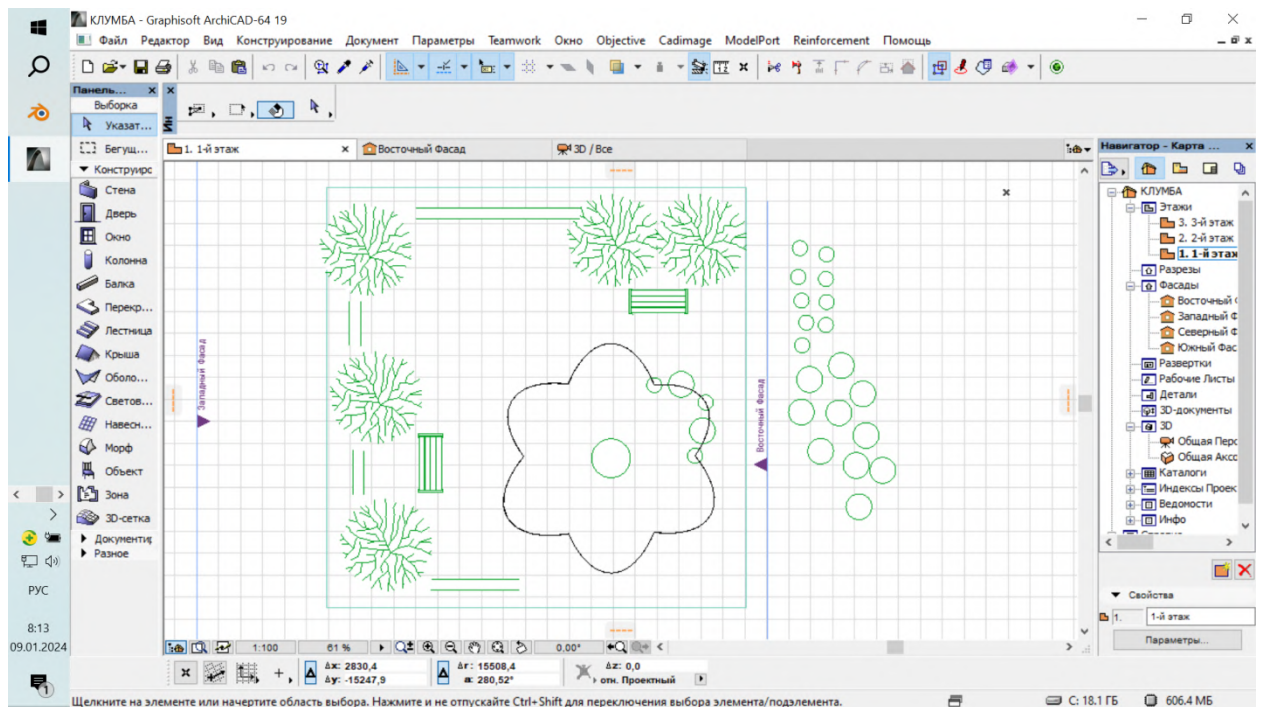 КЛУМБА - Graphisoft ArchiCAD-64 19
Файл Редактор Вид Конструирование Документ Параметры Teamwork Окно Objective Cadimage ModelPort Reinforcement Помощь
Панель...
Выборка
Указат...
Бегущ...
Конструирс
Стена
Дверь
Окно
Колонна
Балка
Перекр...
Лестница
Крыша
Оболо...
Светов...
Навесн...
Морф
Объект
Зона
3D-сетка
Документир
Разное
1. 1-й этаж
Восточный Фасад
3D / Все
Западный Фасад
Восточный Фасад
Навигатор - Карта ...
КЛУМБА
Этажи
3. 3-й этаж
2. 2-й этаж
1. 1-й этаж
Разрезы
Фасады
Восточный
Западный Ф
Северный Ф
Южный Фас
Развертки
Рабочие Листы
Детали
3D-документы
3D
Общая Перс
Общая Аксо
Каталоги
Индексы Проек
Ведомости
Инфо
Свойства
1. 1-й этаж
Параметры...
1:100 61 % 0,00°
Δx: 2830,4 Δr: 15508,4 Δz: 0,0
Δy: -15247,9 α: 280,52° отн. Проектный
Щелкните на элементе или начертите область выбора. Нажмите и не отпускайте Ctrl+Shift для переключения выбора элемента/подэлемента.
C: 18.1 ГБ 606.4 МБ
РУС
8:13
09.01.2024
1